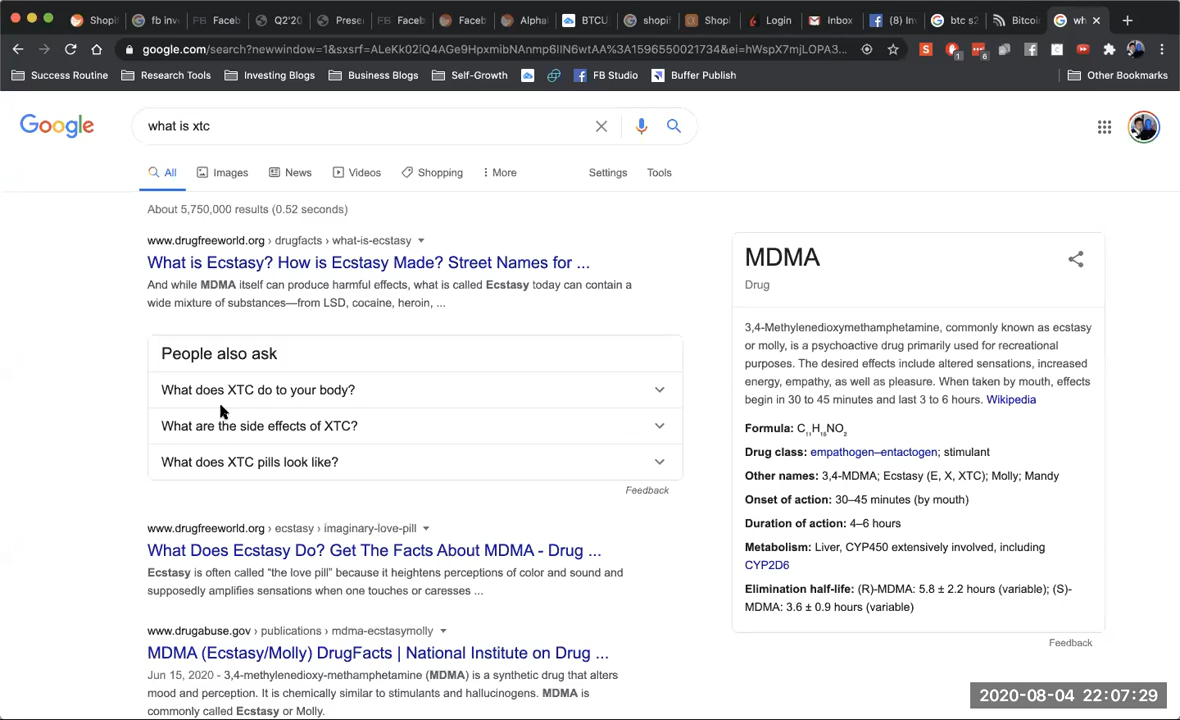 Shopi
fb inv
Faceb
Q2'20
Prese
Faceb
Faceb
Alpha
BTCU
shopif
Shopl
Login
Inbox
(8) In
btc s2
Bitcoi
wh
google.com/search?newwindow=1&sxsrf=ALeKk02iQ4AGe9HpxmibNAnmp6IlN6wtAA%3A1596550021734&ei=hWspX7mjLOPA3...
Success Routine
Research Tools
Investing Blogs
Business Blogs
Self-Growth
FB Studio
Buffer Publish
Other Bookmarks
Google
what is xtc
All
Images
News
Videos
Shopping
More
Settings
Tools
About 5,750,000 results (0.52 seconds)
www.drugfreeworld.org › drugfacts › what-is-ecstasy
What is Ecstasy? How is Ecstasy Made? Street Names for ...
And while MDMA itself can produce harmful effects, what is called Ecstasy today can contain a
wide mixture of substances—from LSD, cocaine, heroin, ...
People also ask
What does XTC do to your body?
What are the side effects of XTC?
What does XTC pills look like?
Feedback
www.drugfreeworld.org › ecstasy › imaginary-love-pill
What Does Ecstasy Do? Get The Facts About MDMA - Drug ...
Ecstasy is often called “the love pill” because it heightens perceptions of color and sound and
supposedly amplifies sensations when one touches or caresses ...
www.drugabuse.gov › publications › mdma-ecstasymolly
MDMA (Ecstasy/Molly) DrugFacts | National Institute on Drug ...
Jun 15, 2020 - 3,4-methylenedioxy-methamphetamine (MDMA) is a synthetic drug that alters
mood and perception. It is chemically similar to stimulants and hallucinogens. MDMA is
commonly called Ecstasy or Molly.
MDMA
Drug
3,4-Methylenedioxymethamphetamine, commonly known as ecstasy
or molly, is a psychoactive drug primarily used for recreational
purposes. The desired effects include altered sensations, increased
energy, empathy, as well as pleasure. When taken by mouth, effects
begin in 30 to 45 minutes and last 3 to 6 hours. Wikipedia
Formula: C₁₁H₁₅NO₂
Drug class: empathogen–entactogen; stimulant
Other names: 3,4-MDMA; Ecstasy (E, X, XTC); Molly; Mandy
Onset of action: 30–45 minutes (by mouth)
Duration of action: 4–6 hours
Metabolism: Liver, CYP450 extensively involved, including
CYP2D6
Elimination half-life: (R)-MDMA: 5.8 ± 2.2 hours (variable); (S)-
MDMA: 3.6 ± 0.9 hours (variable)
Feedback
2020-08-04 22:07:29